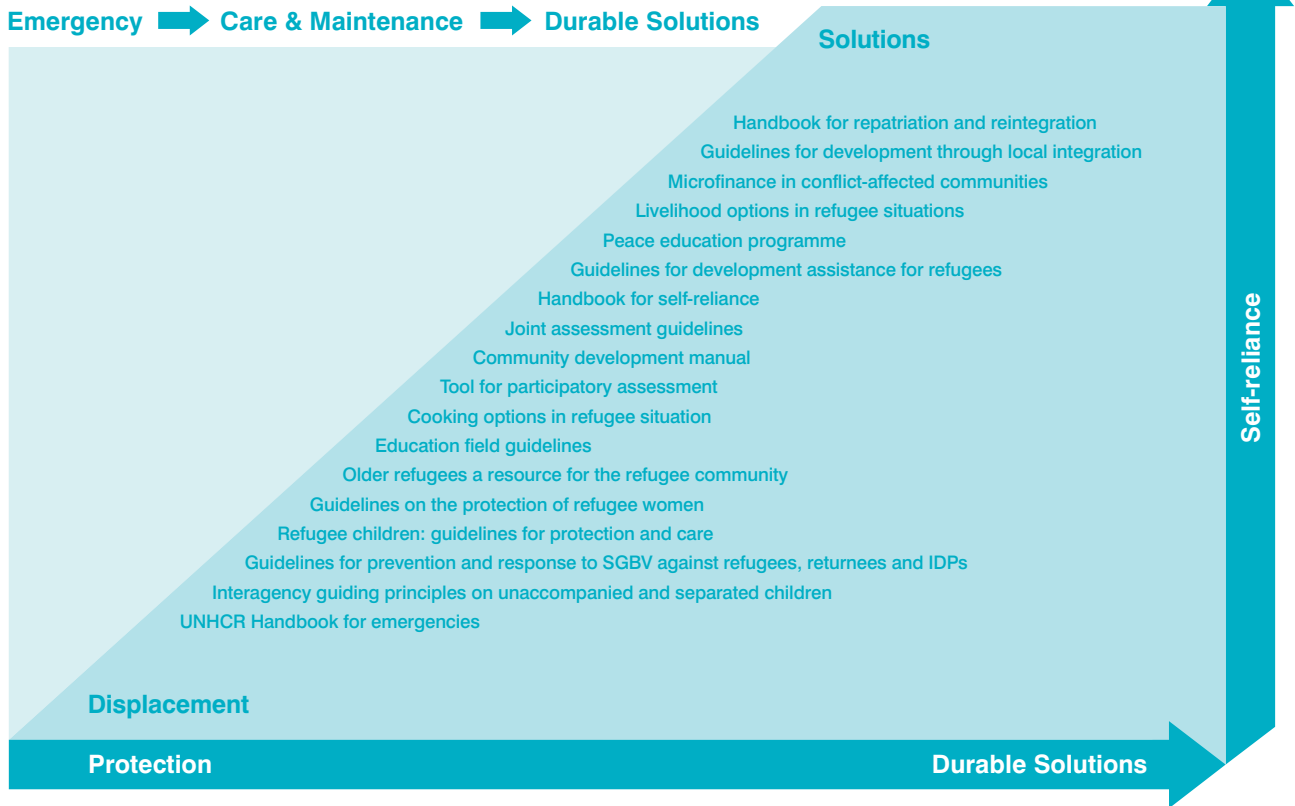 Emergency Care & Maintenance Durable Solutions
Solutions
Handbook for repatriation and reintegration
Guidelines for development through local integration
Microfinance in conflict-affected communities
Livelihood options in refugee situations
Peace education programme
Guidelines for development assistance for refugees
Handbook for self-reliance
Joint assessment guidelines
Community development manual
Tool for participatory assessment
Cooking options in refugee situation
Education field guidelines
Older refugees a resource for the refugee community
Guidelines on the protection of refugee women
Refugee children: guidelines for protection and care
Guidelines for prevention and response to SGBV against refugees, returnees and IDPs
Interagency guiding principles on unaccompanied and separated children
UNHCR Handbook for emergencies
Displacement
Protection Durable Solutions
Self-reliance